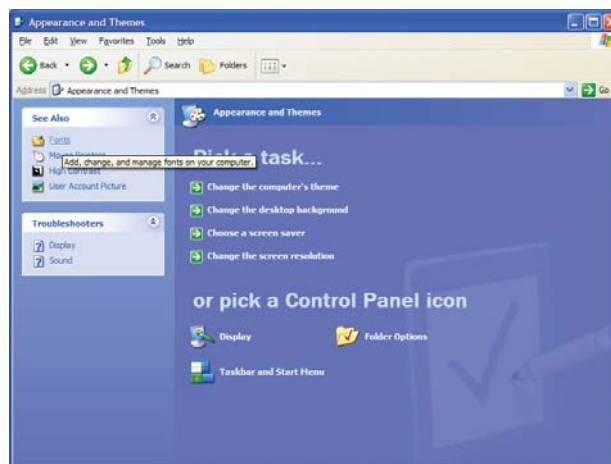 Appearance and Themes
File Edit View Favorites Tools Help
Back Search Folders
Address Appearance and Themes Go
See Also
Fonts
Mouse Pointers
Add, change, and manage fonts on your computer.
High Contrast
User Account Picture
Troubleshooters
Display
Sound
Appearance and Themes
Pick a task...
Change the computer's theme
Change the desktop background
Choose a screen saver
Change the screen resolution
or pick a Control Panel icon
Display Folder Options
Taskbar and Start Menu